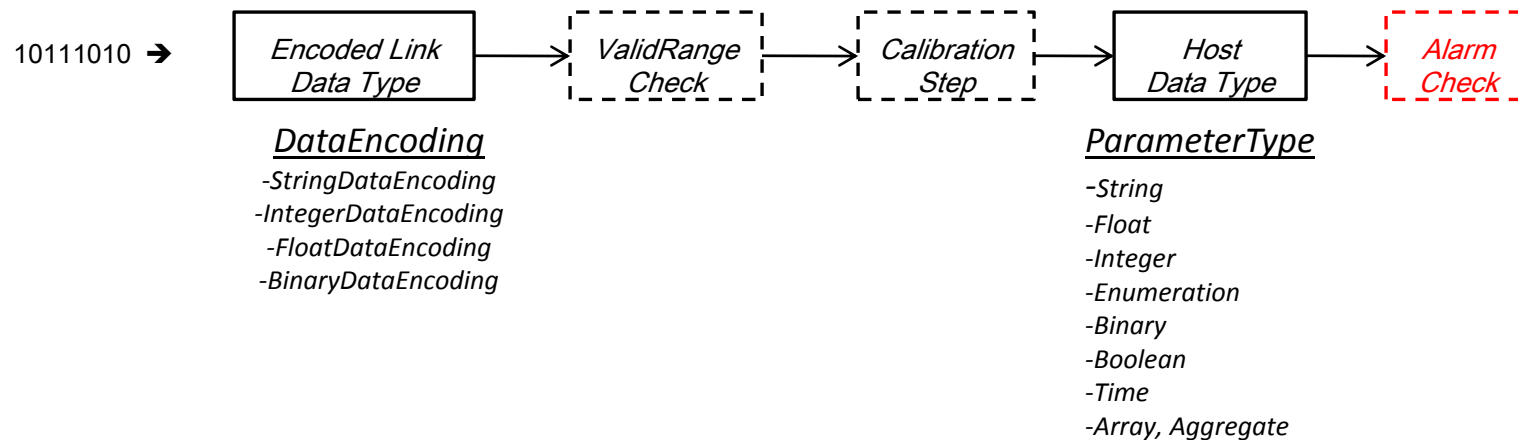 10111010 ➔
Encoded Link
Data Type
ValidRange
Check
Calibration
Step
Host
Data Type
Alarm
Check
DataEncoding
-StringDataEncoding
-IntegerDataEncoding
-FloatDataEncoding
-BinaryDataEncoding
ParameterType
-String
-Float
-Integer
-Enumeration
-Binary
-Boolean
-Time
-Array, Aggregate